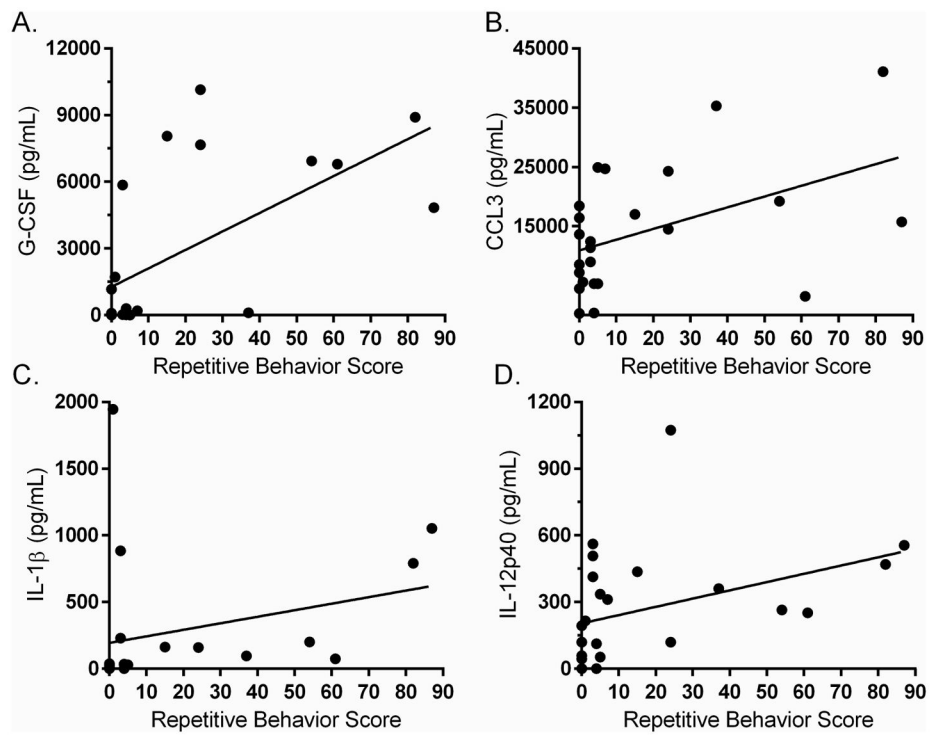 A.
12000
9000
6000
3000
0
G-CSF (pg/mL)
0 10 20 30 40 50 60 70 80 90
Repetitive Behavior Score
B.
45000
35000
25000
15000
CCL3 (pg/mL)
0 10 20 30 40 50 60 70 80 90
Repetitive Behavior Score
C.
2000
1500
1000
500
0
IL-1β (pg/mL)
0 10 20 30 40 50 60 70 80 90
Repetitive Behavior Score
D.
1200
900
600
300
0
IL-12p40 (pg/mL)
0 10 20 30 40 50 60 70 80 90
Repetitive Behavior Score